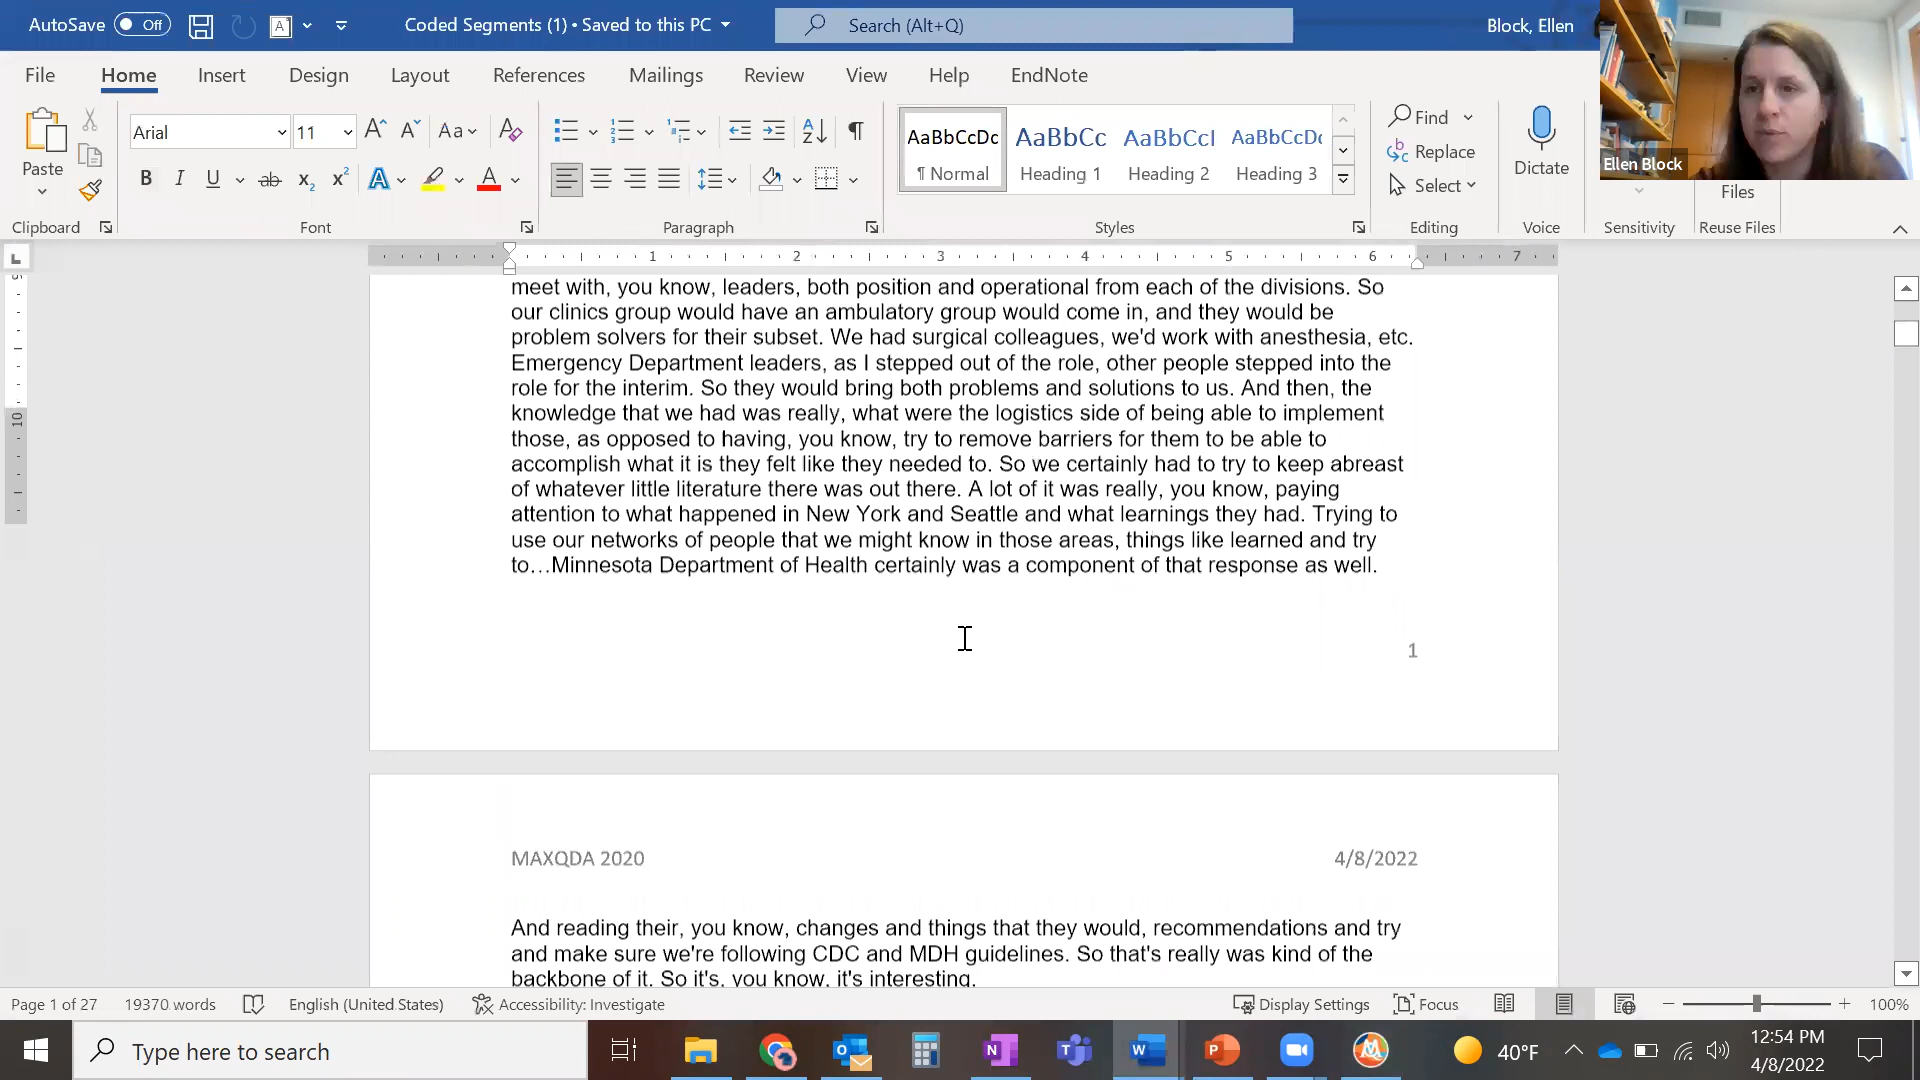 AutoSave Off Coded Segments (1) • Saved to this PC Search (Alt+Q) Block, Ellen
File Home Insert Design Layout References Mailings Review View Help EndNote
Paste
Clipboard
Arial 11
Font
Paragraph
AaBbCcDc AaBbCc AaBbCcI AaBbCcDc
¶ Normal Heading 1 Heading 2 Heading 3
Styles
Find
Replace
Select
Editing
Dictate
Voice
Sensitivity
Files
Reuse Files
Ellen Block
1 2 3 4 5 6 7
10
meet with, you know, leaders, both position and operational from each of the divisions. So
our clinics group would have an ambulatory group would come in, and they would be
problem solvers for their subset. We had surgical colleagues, we'd work with anesthesia, etc.
Emergency Department leaders, as I stepped out of the role, other people stepped into the
role for the interim. So they would bring both problems and solutions to us. And then, the
knowledge that we had was really, what were the logistics side of being able to implement
those, as opposed to having, you know, try to remove barriers for them to be able to
accomplish what it is they felt like they needed to. So we certainly had to try to keep abreast
of whatever little literature there was out there. A lot of it was really, you know, paying
attention to what happened in New York and Seattle and what learnings they had. Trying to
use our networks of people that we might know in those areas, things like learned and try
to…Minnesota Department of Health certainly was a component of that response as well.
1
MAXQDA 2020 4/8/2022
And reading their, you know, changes and things that they would, recommendations and try
and make sure we're following CDC and MDH guidelines. So that's really was kind of the
backbone of it. So it's, you know, it's interesting.
Page 1 of 27 19370 words English (United States) Accessibility: Investigate Display Settings Focus 100%
Type here to search 40°F 12:54 PM
4/8/2022